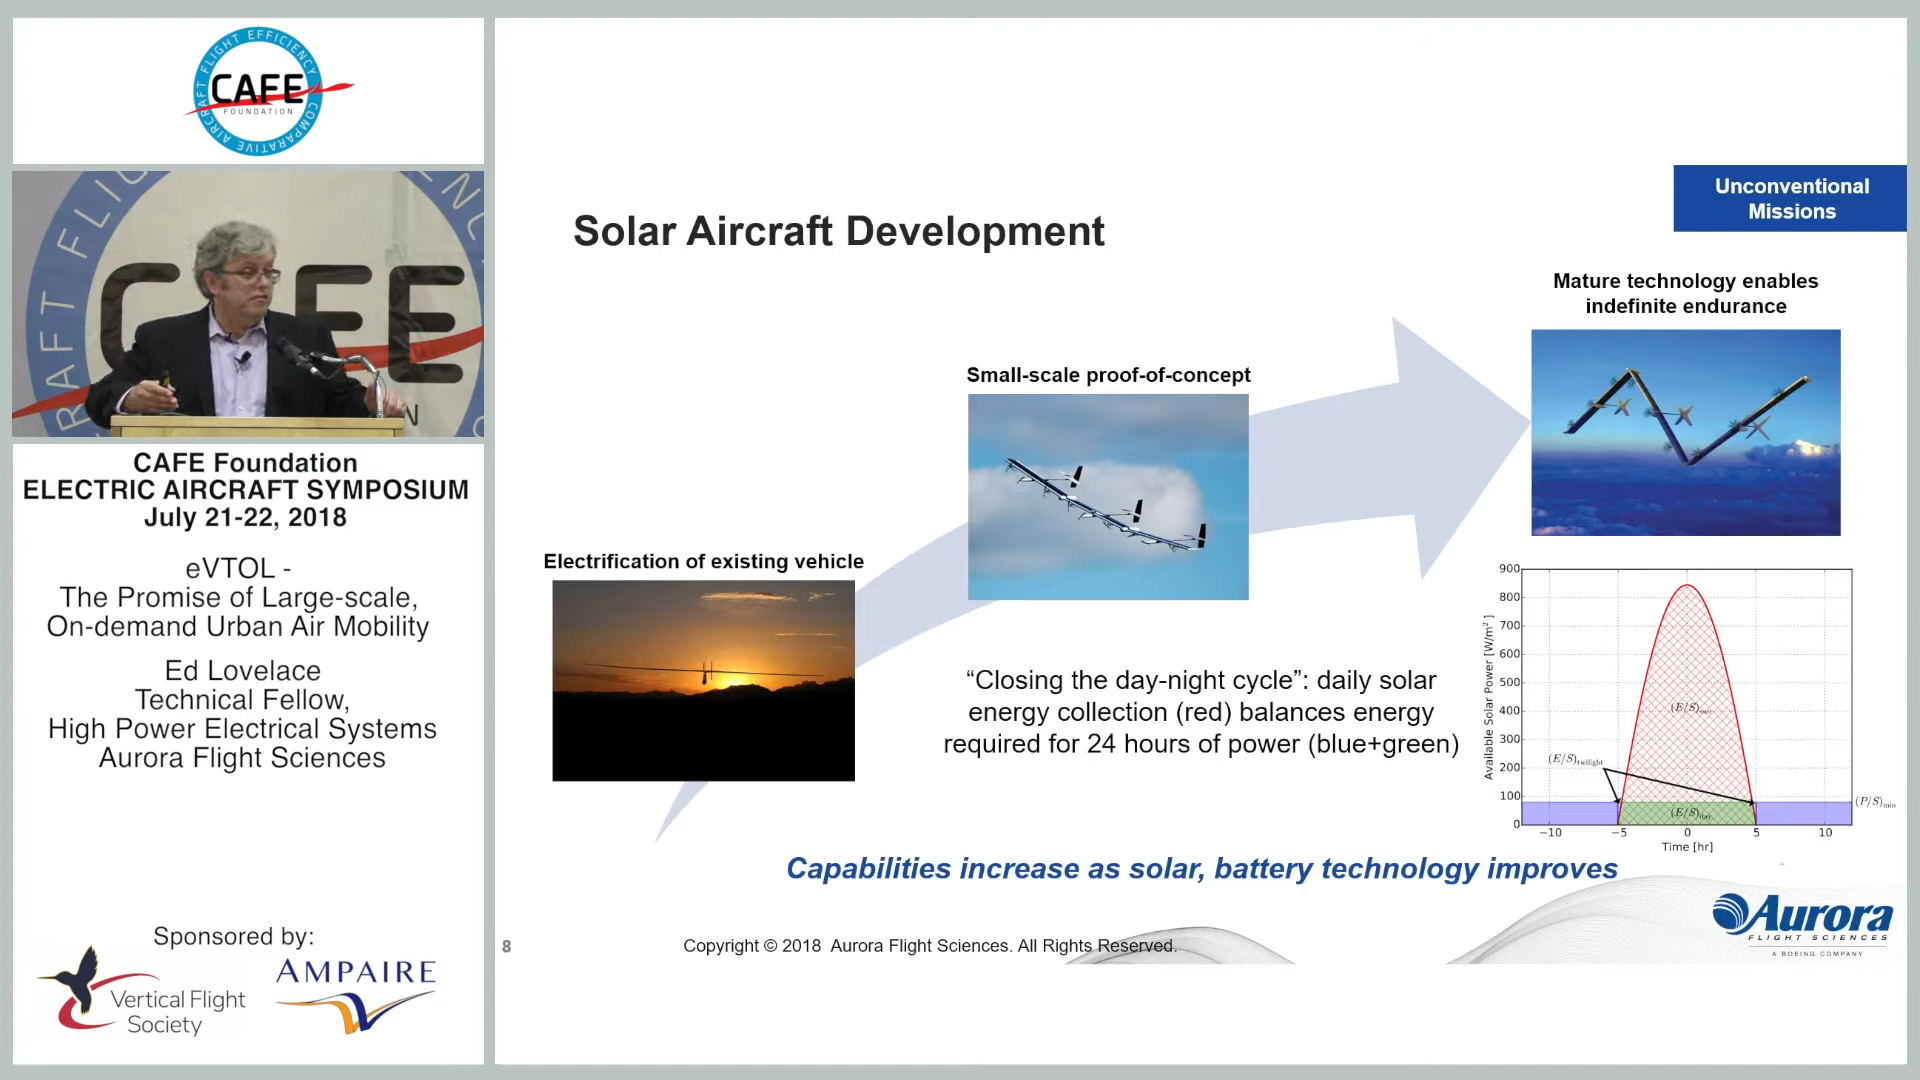 AIRCRAFT FLIGHT EFFICIENCY
COMPARATIVE
CAFE
FOUNDATION
CAFE
CAFE Foundation
ELECTRIC AIRCRAFT SYMPOSIUM
July 21-22, 2018
eVTOL -
The Promise of Large-scale,
On-demand Urban Air Mobility
Ed Lovelace
Technical Fellow,
High Power Electrical Systems
Aurora Flight Sciences
Sponsored by:
Vertical Flight
Society
AMPAIRE
Unconventional
Missions
Solar Aircraft Development
Mature technology enables
indefinite endurance
Small-scale proof-of-concept
Electrification of existing vehicle
“Closing the day-night cycle”: daily solar
energy collection (red) balances energy
required for 24 hours of power (blue+green)
Available Solar Power [W/m²]
900
800
700
600
500
400
300
200
100
0
(E/S)twilight
(E/S)day
(P/S)min
−10 −5 0 5 10
Time [hr]
Capabilities increase as solar, battery technology improves
8
Copyright © 2018 Aurora Flight Sciences. All Rights Reserved.
Aurora
FLIGHT SCIENCES
A BOEING COMPANY